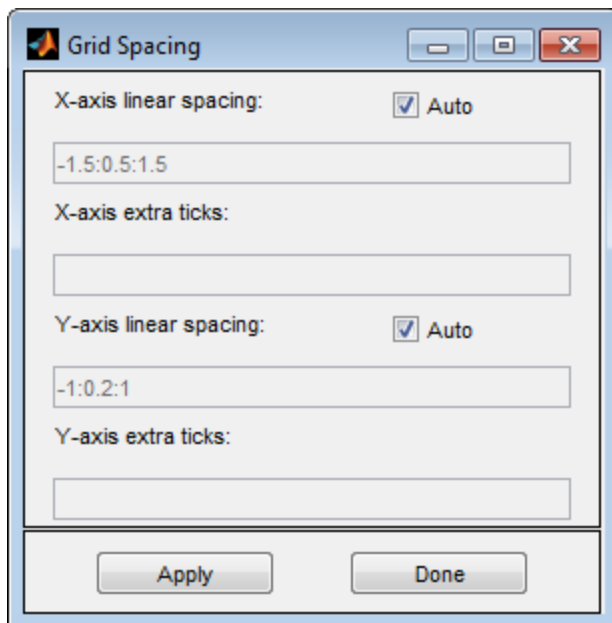 Grid Spacing
X-axis linear spacing:
Auto
-1.5:0.5:1.5
X-axis extra ticks:
Y-axis linear spacing:
Auto
-1:0.2:1
Y-axis extra ticks:
Apply
Done